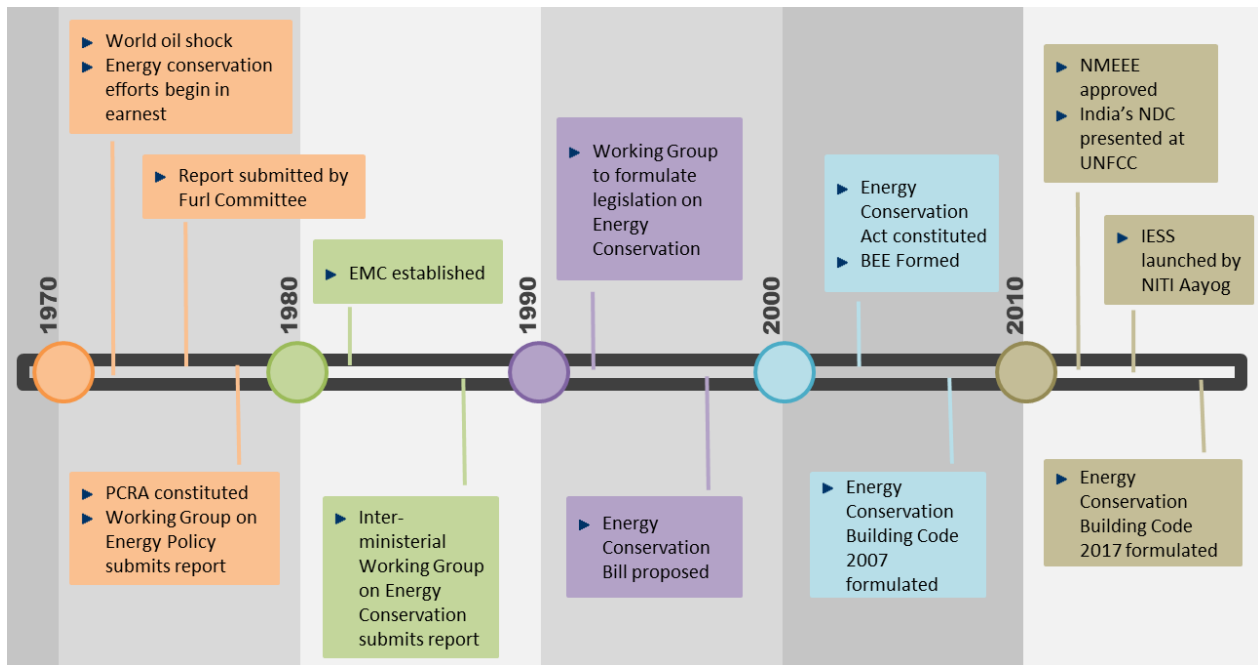 World oil shock
Energy conservation
efforts begin in
earnest
Report submitted by
Furl Committee
EMC established
Working Group
to formulate
legislation on
Energy
Conservation
Energy
Conservation
Act constituted
BEE Formed
NMEEE
approved
India's NDC
presented at
UNFCC
IESS
launched by
NITI Aayog
1970
1980
1990
2000
2010
PCRA constituted
Working Group on
Energy Policy
submits report
Inter-
ministerial
Working Group
on Energy
Conservation
submits report
Energy
Conservation
Bill proposed
Energy
Conservation
Building Code
2007
formulated
Energy
Conservation
Building Code
2017 formulated